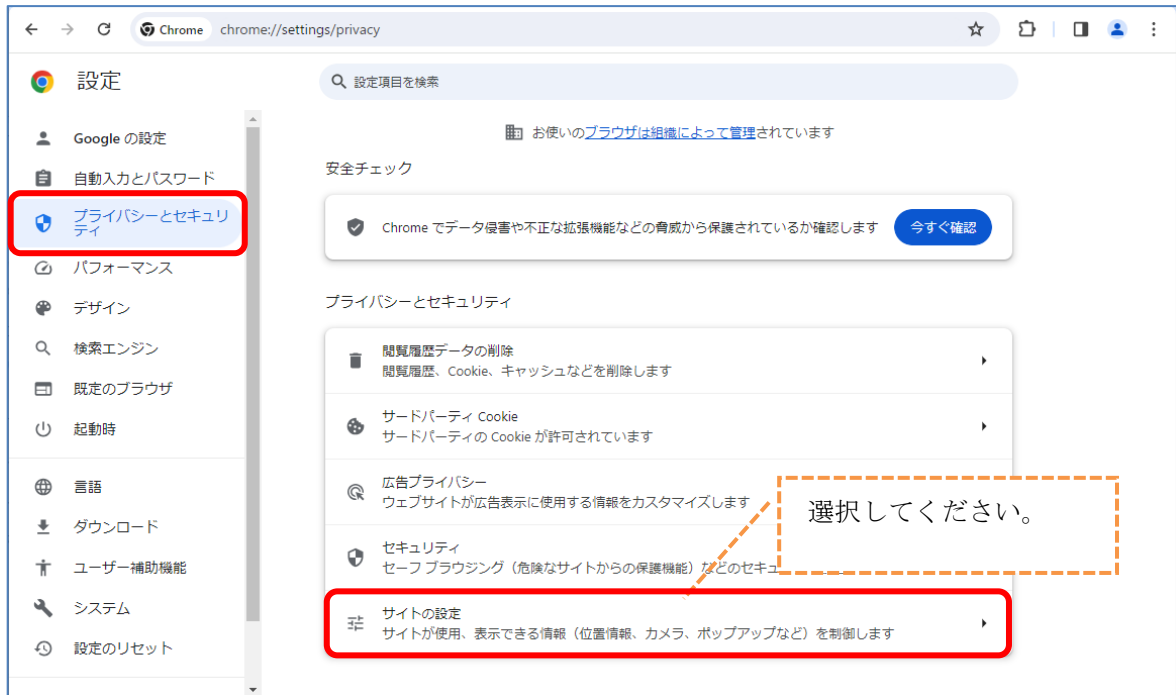 Chrome chrome://settings/privacy
設定
設定項目を検索
Google の設定
自動入力とパスワード
プライバシーとセキュリ
ティ
パフォーマンス
デザイン
検索エンジン
既定のブラウザ
起動時
言語
ダウンロード
ユーザー補助機能
システム
設定のリセット
お使いのブラウザは組織によって管理されています
安全チェック
Chrome でデータ侵害や不正な拡張機能などの脅威から保護されているか確認します
今すぐ確認
プライバシーとセキュリティ
閲覧履歴データの削除
閲覧履歴、Cookie、キャッシュなどを削除します
サードパーティ Cookie
サードパーティの Cookie が許可されています
広告プライバシー
ウェブサイトが広告表示に使用する情報をカスタマイズします
選択してください。
セキュリティ
セーフ ブラウジング（危険なサイトからの保護機能）などのセキュ
サイトの設定
サイトが使用、表示できる情報（位置情報、カメラ、ポップアップなど）を制御します